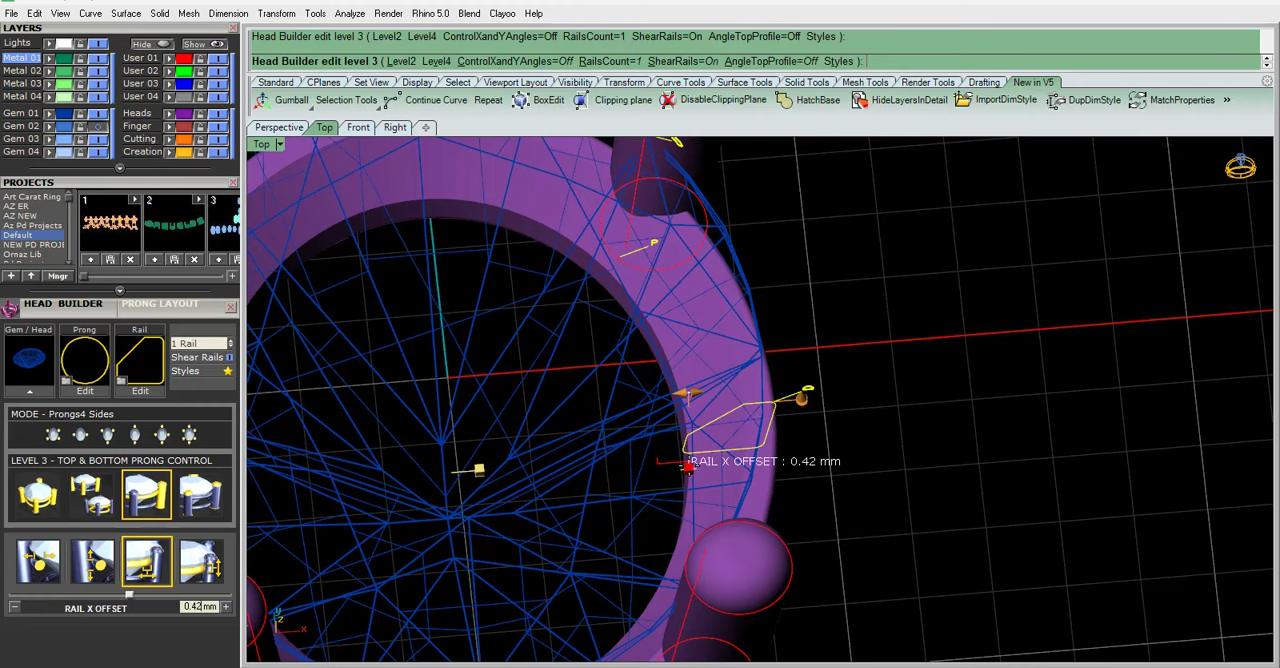 File Edit View Curve Surface Solid Mesh Dimension Transform Tools Analyze Render Rhino 5.0 Blend Clayoo Help
LAYERS
Lights Hide Show
Metal 01 User 01
Metal 02 User 02
Metal 03 User 03
Metal 04 User 04
Gem 01 Heads
Gem 02 Finger
Gem 03 Cutting
Gem 04 Creation
Head Builder edit level 3 ( Level2 Level4 ControlXandYAngles=Off RailsCount=1 ShearRails=On AngleTopProfile=Off Styles ):
Head Builder edit level 3 ( Level2 Level4 ControlXandYAngles=Off RailsCount=1 ShearRails=On AngleTopProfile=Off Styles ):
Standard CPlanes Set View Display Select Viewport Layout Visibility Transform Curve Tools Surface Tools Solid Tools Mesh Tools Render Tools Drafting New in V5
Gumball Selection Tools Continue Curve Repeat BoxEdit Clipping plane DisableClippingPlane HatchBase HideLayersInDetail ImportDimStyle DupDimStyle MatchProperties »
Perspective Top Front Right
Top
PROJECTS
Art Carat Ring
AZ ER
AZ NEW
Az Pd Projects
Default
NEW PD PROJE
Ornaz Lib
1 2 3
Mngr
HEAD BUILDER PRONG LAYOUT
Gem / Head Prong Rail
1 Rail
Shear Rails
Styles
Edit Edit
MODE - Prongs4 Sides
LEVEL 3 - TOP & BOTTOM PRONG CONTROL
RAIL X OFFSET 0.42 mm
P
RAIL X OFFSET : 0.42 mm
y
z
x